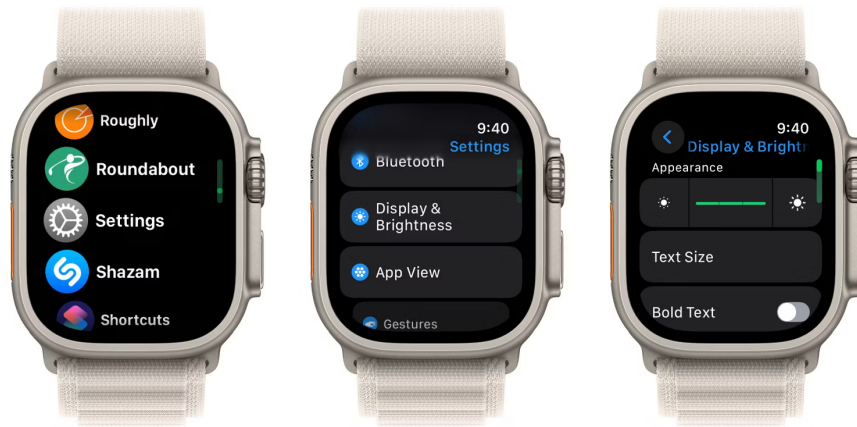 Roughly
Roundabout
Settings
Shazam
Shortcuts
9:40
Settings
Bluetooth
Display &
Brightness
App View
Gestures
9:40
Display & Brightn
Appearance
Text Size
Bold Text